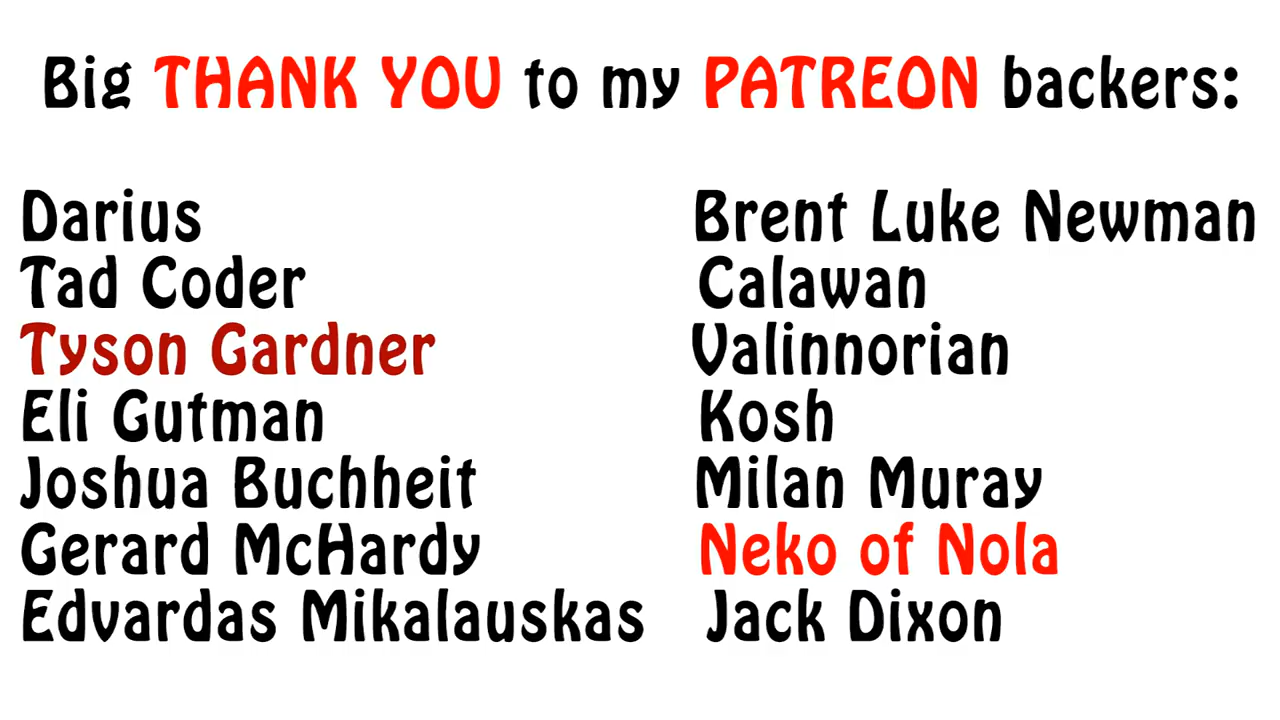 Big THANK YOU to my PATREON backers:
Darius
Tad Coder
Tyson Gardner
Eli Gutman
Joshua Buchheit
Gerard McHardy
Edvardas Mikalauskas
Brent Luke Newman
Calawan
Valinnorian
Kosh
Milan Muray
Neko of Nola
Jack Dixon